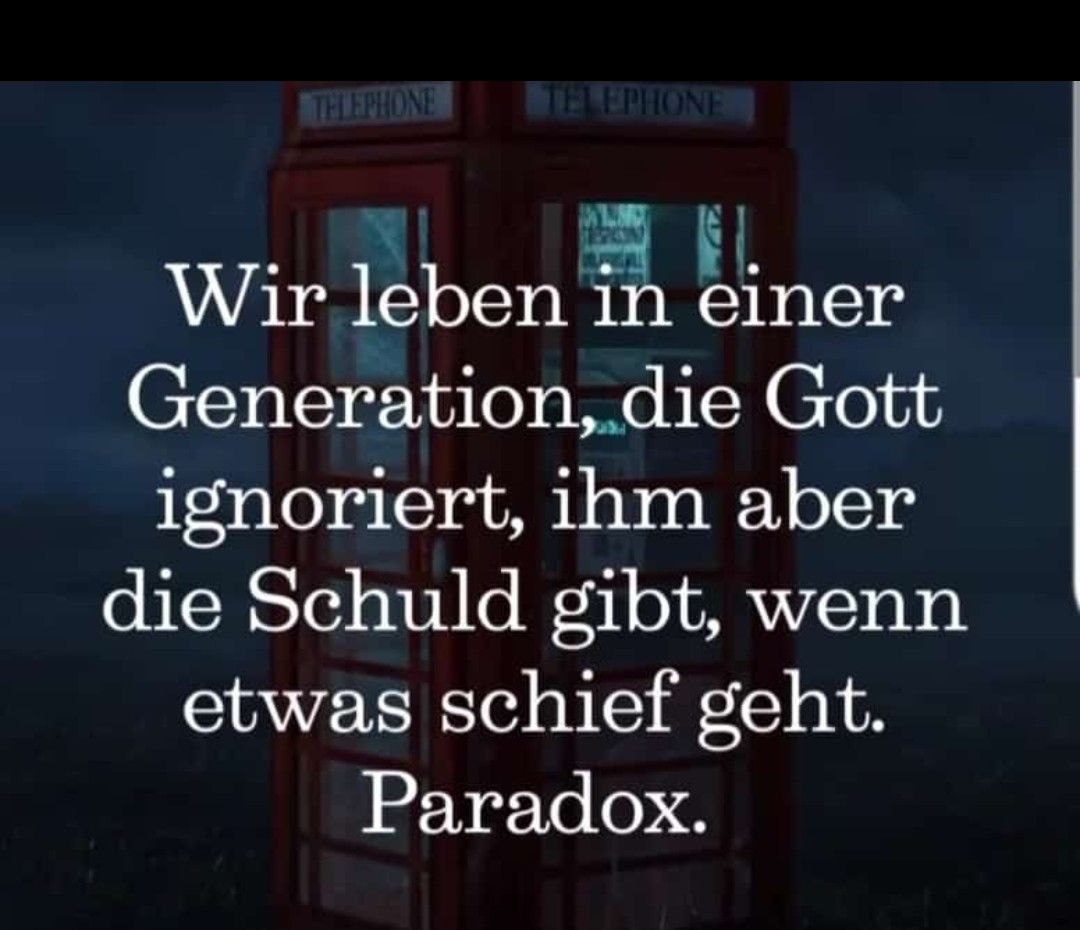 TELEPHONE TELEPHONE
Wir leben in einer
Generation, die Gott
ignoriert, ihm aber
die Schuld gibt, wenn
etwas schief geht.
Paradox.